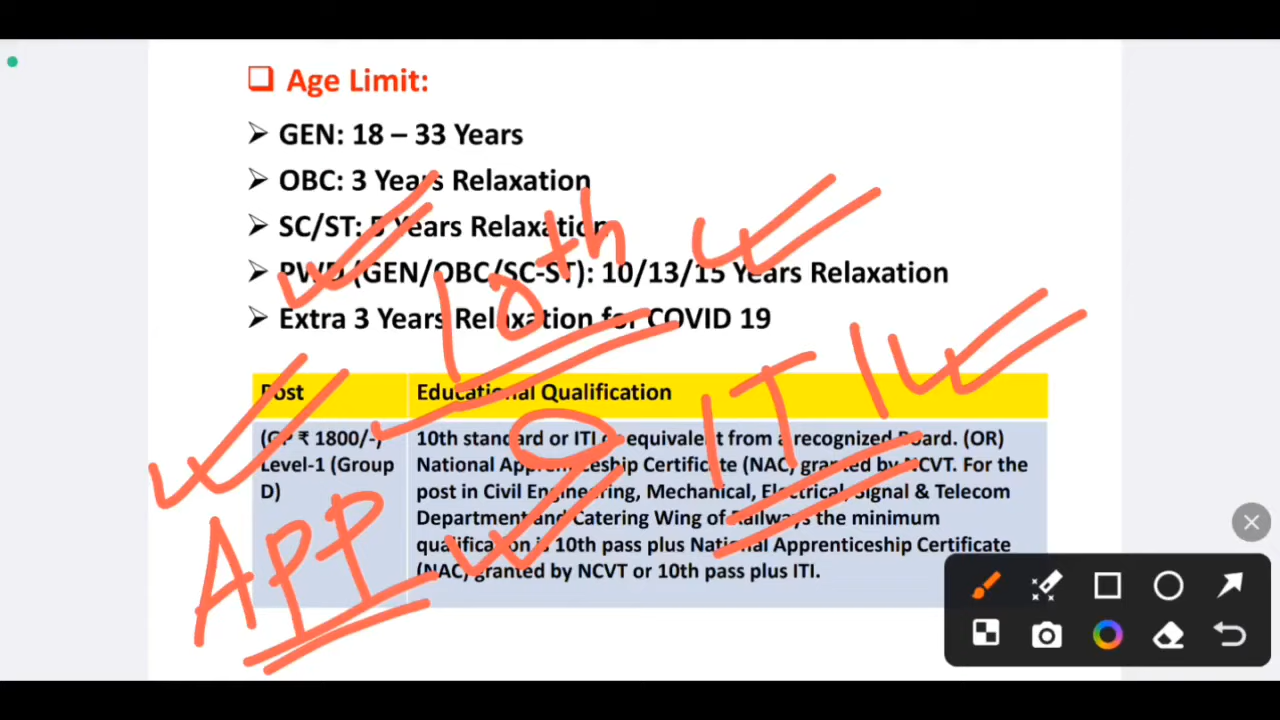 Age Limit:
GEN: 18 – 33 Years
OBC: 3 Years Relaxation
SC/ST: 5 Years Relaxation
PWD (GEN/OBC/SC-ST): 10/13/15 Years Relaxation
Extra 3 Years Relaxation for COVID 19
10th
ITI
Post Educational Qualification
(GP ₹ 1800/-) 10th standard or ITI or equivalent from a recognized Board. (OR)
Level-1 (Group National Apprenticeship Certificate (NAC) granted by NCVT. For the
D) post in Civil Engineering, Mechanical, Electrical, Signal & Telecom
Department and Catering Wing of Railways the minimum
qualification is 10th pass plus National Apprenticeship Certificate
(NAC) granted by NCVT or 10th pass plus ITI.
APP